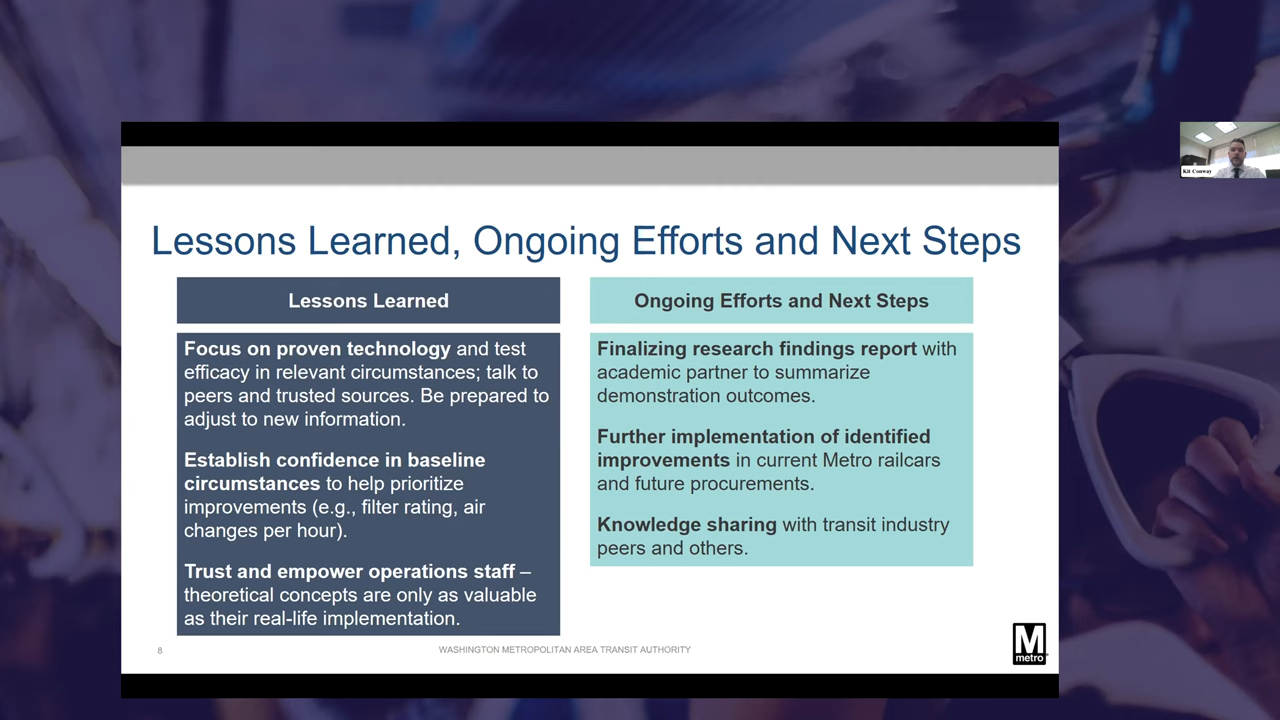 Lessons Learned, Ongoing Efforts and Next Steps
Lessons Learned
Focus on proven technology and test
efficacy in relevant circumstances; talk to
peers and trusted sources. Be prepared to
adjust to new information.
Establish confidence in baseline
circumstances to help prioritize
improvements (e.g., filter rating, air
changes per hour).
Trust and empower operations staff –
theoretical concepts are only as valuable
as their real-life implementation.
Ongoing Efforts and Next Steps
Finalizing research findings report with
academic partner to summarize
demonstration outcomes.
Further implementation of identified
improvements in current Metro railcars
and future procurements.
Knowledge sharing with transit industry
peers and others.
8
WASHINGTON METROPOLITAN AREA TRANSIT AUTHORITY
M
metro
Kit Conway